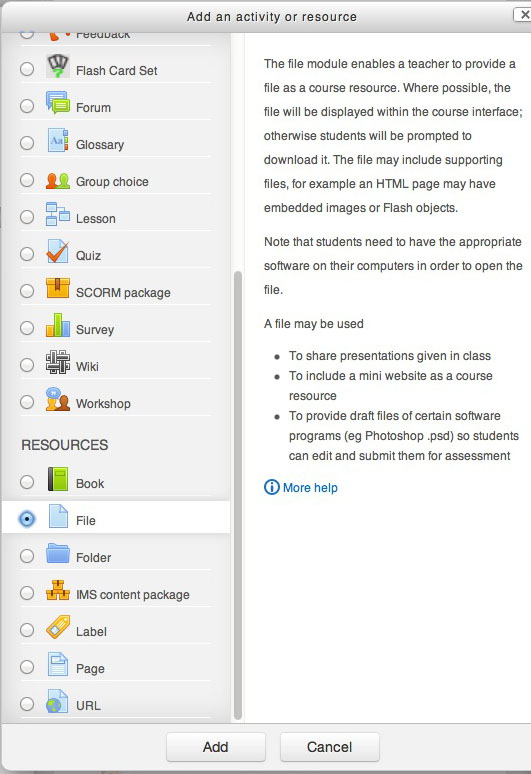 Add an activity or resource
Feedback
Flash Card Set
Forum
Aa
Glossary
Group choice
Lesson
Quiz
SCORM package
Survey
Wiki
Workshop
RESOURCES
Book
File
Folder
IMS content package
Label
Page
URL
The file module enables a teacher to provide a
file as a course resource. Where possible, the
file will be displayed within the course interface;
otherwise students will be prompted to
download it. The file may include supporting
files, for example an HTML page may have
embedded images or Flash objects.
Note that students need to have the appropriate
software on their computers in order to open the
file.
A file may be used
• To share presentations given in class
• To include a mini website as a course
resource
• To provide draft files of certain software
programs (eg Photoshop .psd) so students
can edit and submit them for assessment
More help
Add
Cancel